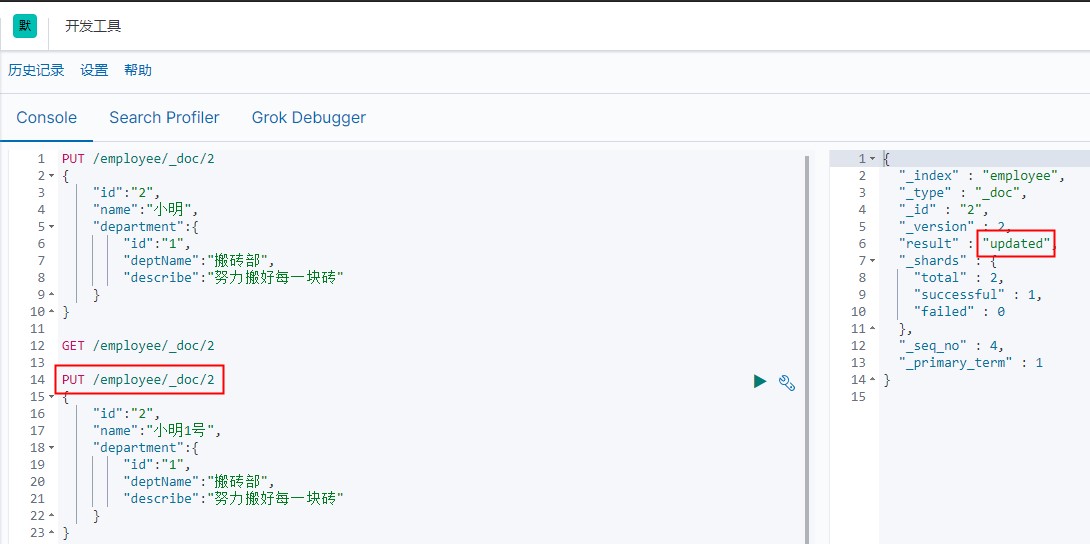 默 开发工具
历史记录 设置 帮助
Console Search Profiler Grok Debugger
1 PUT /employee/_doc/2
2 {
3 "id":"2",
4 "name":"小明",
5 "department":{
6 "id":"1",
7 "deptName":"搬砖部",
8 "describe":"努力搬好每一块砖"
9 }
10 }
11
12 GET /employee/_doc/2
13
14 PUT /employee/_doc/2
15 {
16 "id":"2",
17 "name":"小明1号",
18 "department":{
19 "id":"1",
20 "deptName":"搬砖部",
21 "describe":"努力搬好每一块砖"
22 }
23 }
1 {
2 "_index" : "employee",
3 "_type" : "_doc",
4 "_id" : "2",
5 "_version" : 2,
6 "result" : "updated",
7 "_shards" : {
8 "total" : 2,
9 "successful" : 1,
10 "failed" : 0
11 },
12 "_seq_no" : 4,
13 "_primary_term" : 1
14 }
15